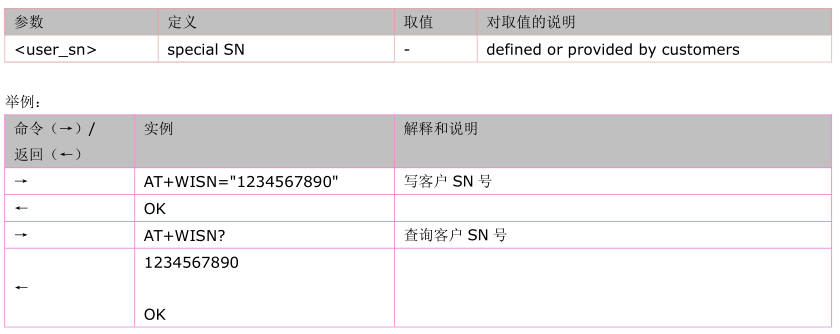 参数 定义 取值 对取值的说明
<user_sn> special SN - defined or provided by customers
举例：
命令（→）/ 实例 解释和说明
返回（←）
→ AT+WISN="1234567890" 写客户 SN 号
← OK
→ AT+WISN? 查询客户 SN 号
1234567890
←
OK